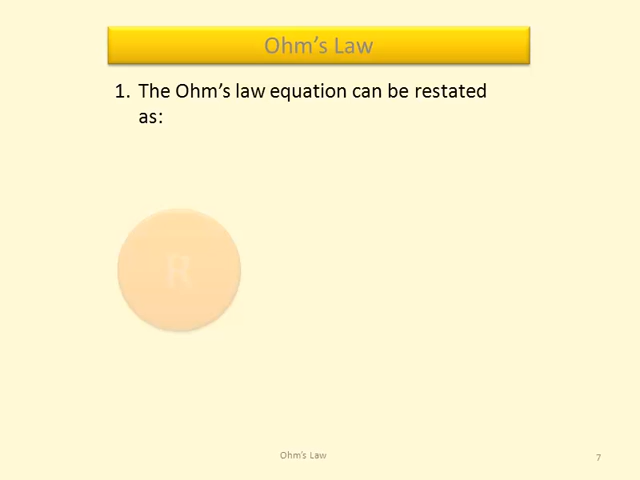 Ohm's Law
1. The Ohm's law equation can be restated
as:
R
Ohm's Law
7